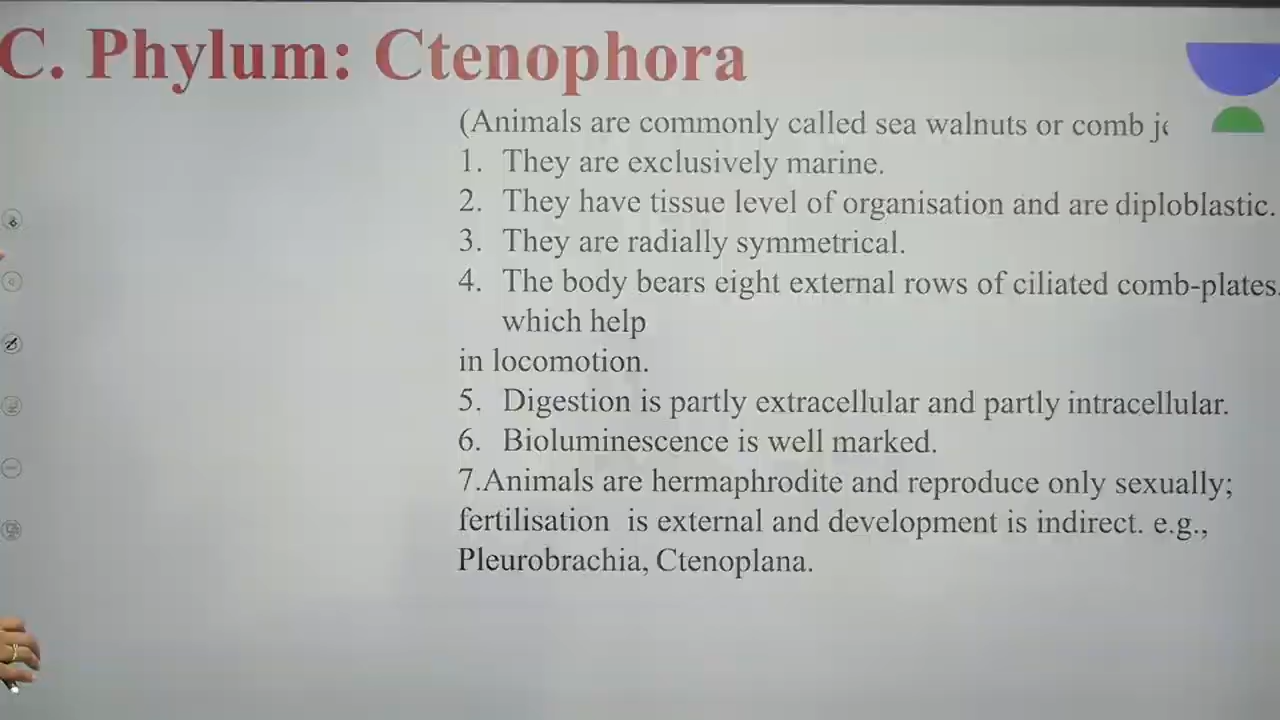 C. Phylum: Ctenophora
(Animals are commonly called sea walnuts or comb
1. They are exclusively marine.
2. They have tissue level of organisation and are diploblastic.
3. They are radially symmetrical.
4. The body bears eight external rows of ciliated comb-plates,
which help
in locomotion.
5. Digestion is partly extracellular and partly intracellular.
6. Bioluminescence is well marked.
7.Animals are hermaphrodite and reproduce only sexually;
fertilisation is external and development is indirect. e.g.,
Pleurobrachia, Ctenoplana.